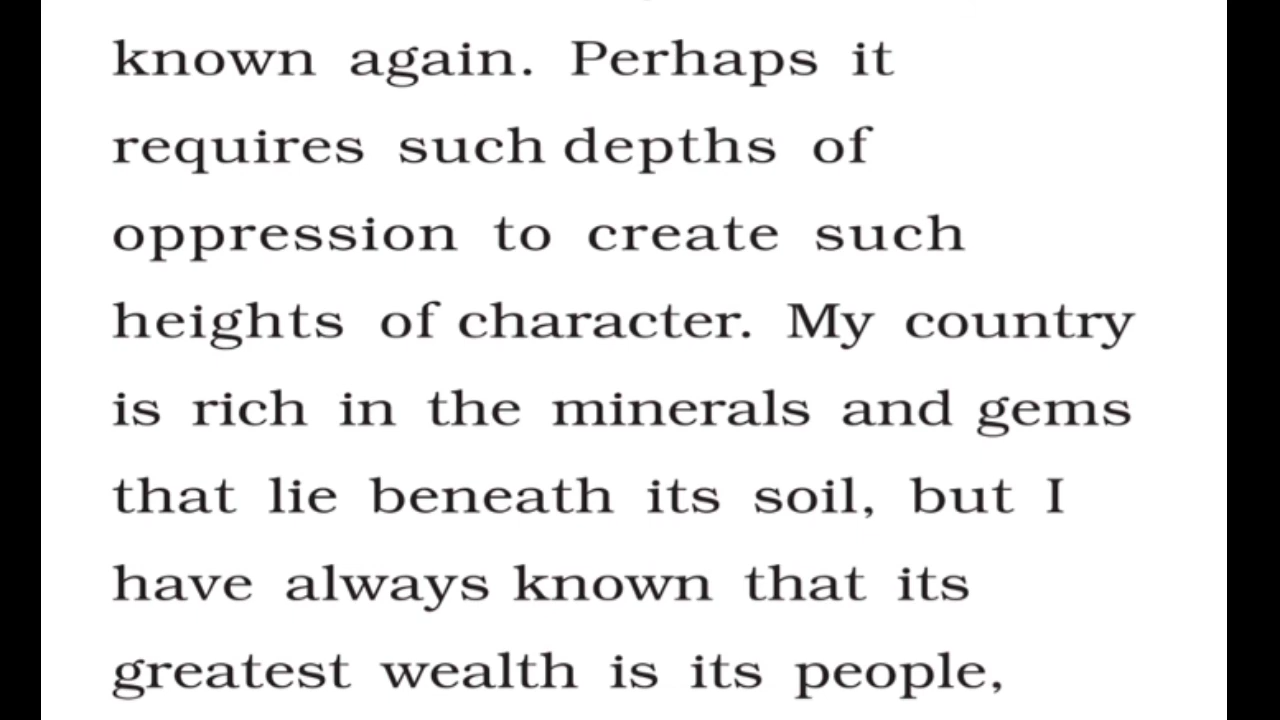 known again. Perhaps it
requires such depths of
oppression to create such
heights of character. My country
is rich in the minerals and gems
that lie beneath its soil, but I
have always known that its
greatest wealth is its people,